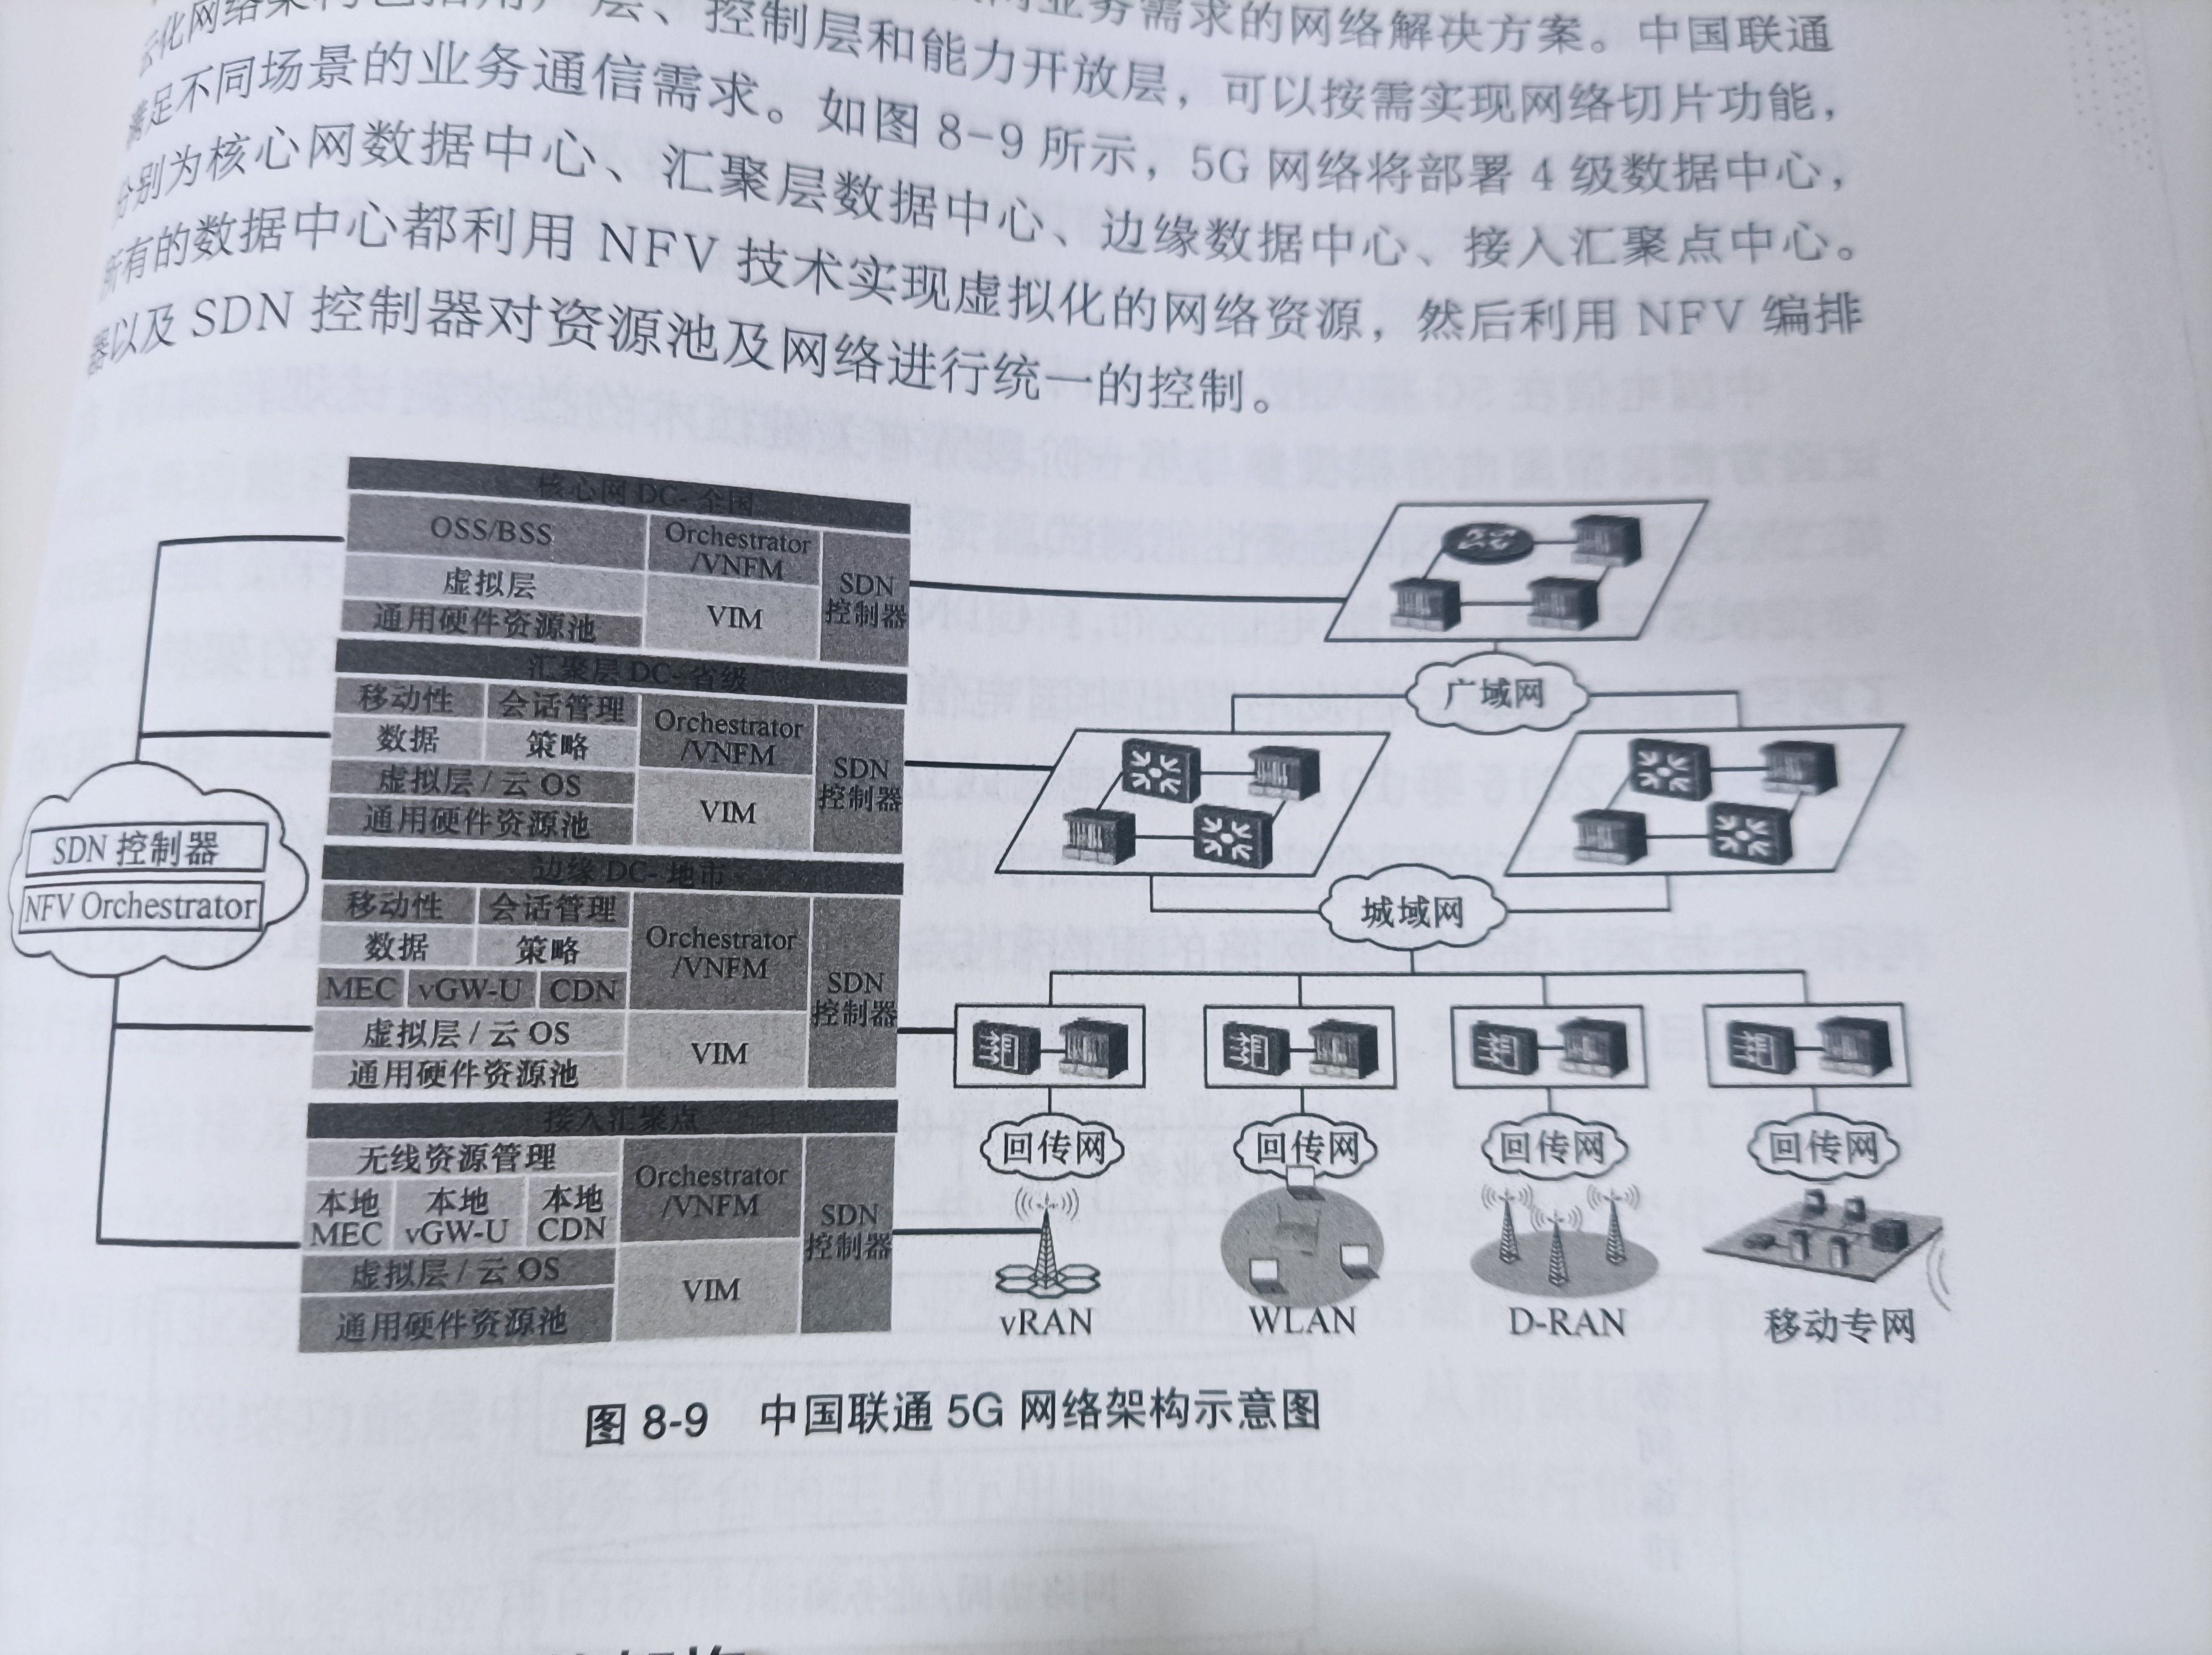 云化网络架构包括用户层、控制层和能力开放层，可以按需实现网络切片功能，
业务需求的网络解决方案。中国联通
满足不同场景的业务通信需求。如图 8-9 所示，5G 网络将部署 4 级数据中心，
分别为核心网数据中心、汇聚层数据中心、边缘数据中心、接入汇聚点中心。
所有的数据中心都利用 NFV 技术实现虚拟化的网络资源，然后利用 NFV 编排
器以及 SDN 控制器对资源池及网络进行统一的控制。
核心网 DC- 全国
OSS/BSS
Orchestrator
/VNFM
SDN
控制器
虚拟层
VIM
通用硬件资源池
汇聚层 DC-省级
移动性
会话管理
Orchestrator
/VNFM
SDN
控制器
数据
策略
虚拟层 / 云 OS
VIM
通用硬件资源池
SDN 控制器
NFV Orchestrator
边缘 DC- 地市
移动性
会话管理
Orchestrator
/VNFM
SDN
控制器
数据
策略
MEC
vGW-U
CDN
虚拟层 / 云 OS
VIM
通用硬件资源池
接入汇聚点
无线资源管理
Orchestrator
/VNFM
SDN
控制器
本地
MEC
本地
vGW-U
本地
CDN
虚拟层 / 云 OS
VIM
通用硬件资源池
广域网
城域网
回传网
回传网
回传网
回传网
vRAN
WLAN
D-RAN
移动专网
图 8-9 中国联通 5G 网络架构示意图